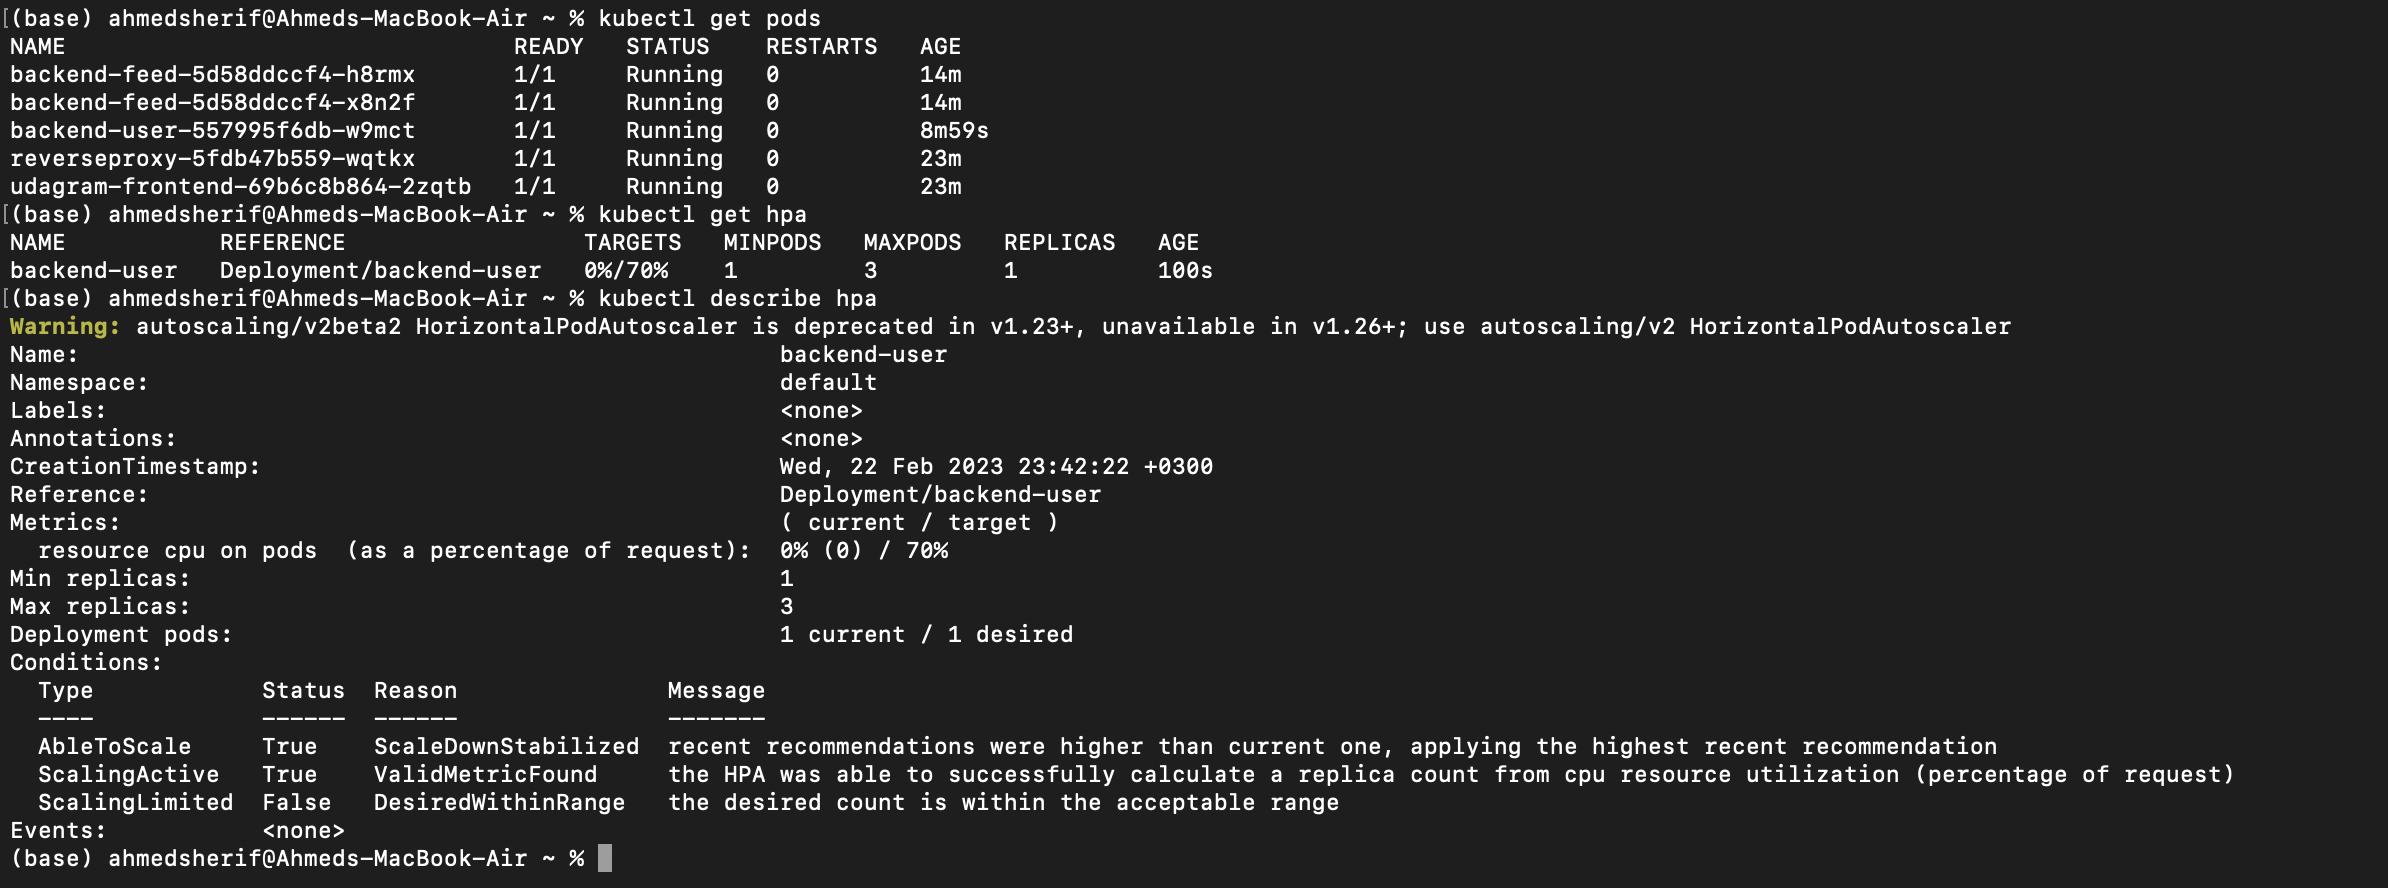 [(base) ahmedsherif@Ahmeds-MacBook-Air ~ % kubectl get pods
NAME                                READY   STATUS    RESTARTS   AGE
backend-feed-5d58ddccf4-h8rmx       1/1     Running   0          14m
backend-feed-5d58ddccf4-x8n2f       1/1     Running   0          14m
backend-user-557995f6db-w9mct       1/1     Running   0          8m59s
reverseproxy-5fdb47b559-wqtkx       1/1     Running   0          23m
udagram-frontend-69b6c8b864-2zqtb   1/1     Running   0          23m
[(base) ahmedsherif@Ahmeds-MacBook-Air ~ % kubectl get hpa
NAME           REFERENCE                 TARGETS   MINPODS   MAXPODS   REPLICAS   AGE
backend-user   Deployment/backend-user   0%/70%    1         3         1          100s
[(base) ahmedsherif@Ahmeds-MacBook-Air ~ % kubectl describe hpa
Warning: autoscaling/v2beta2 HorizontalPodAutoscaler is deprecated in v1.23+, unavailable in v1.26+; use autoscaling/v2 HorizontalPodAutoscaler
Name:                                                  backend-user
Namespace:                                             default
Labels:                                                <none>
Annotations:                                           <none>
CreationTimestamp:                                     Wed, 22 Feb 2023 23:42:22 +0300
Reference:                                             Deployment/backend-user
Metrics:                                               ( current / target )
  resource cpu on pods  (as a percentage of request):  0% (0) / 70%
Min replicas:                                          1
Max replicas:                                          3
Deployment pods:                                       1 current / 1 desired
Conditions:
  Type            Status  Reason               Message
  ----            ------  ------               -------
  AbleToScale     True    ScaleDownStabilized  recent recommendations were higher than current one, applying the highest recent recommendation
  ScalingActive   True    ValidMetricFound     the HPA was able to successfully calculate a replica count from cpu resource utilization (percentage of request)
  ScalingLimited  False   DesiredWithinRange   the desired count is within the acceptable range
Events:           <none>
(base) ahmedsherif@Ahmeds-MacBook-Air ~ %